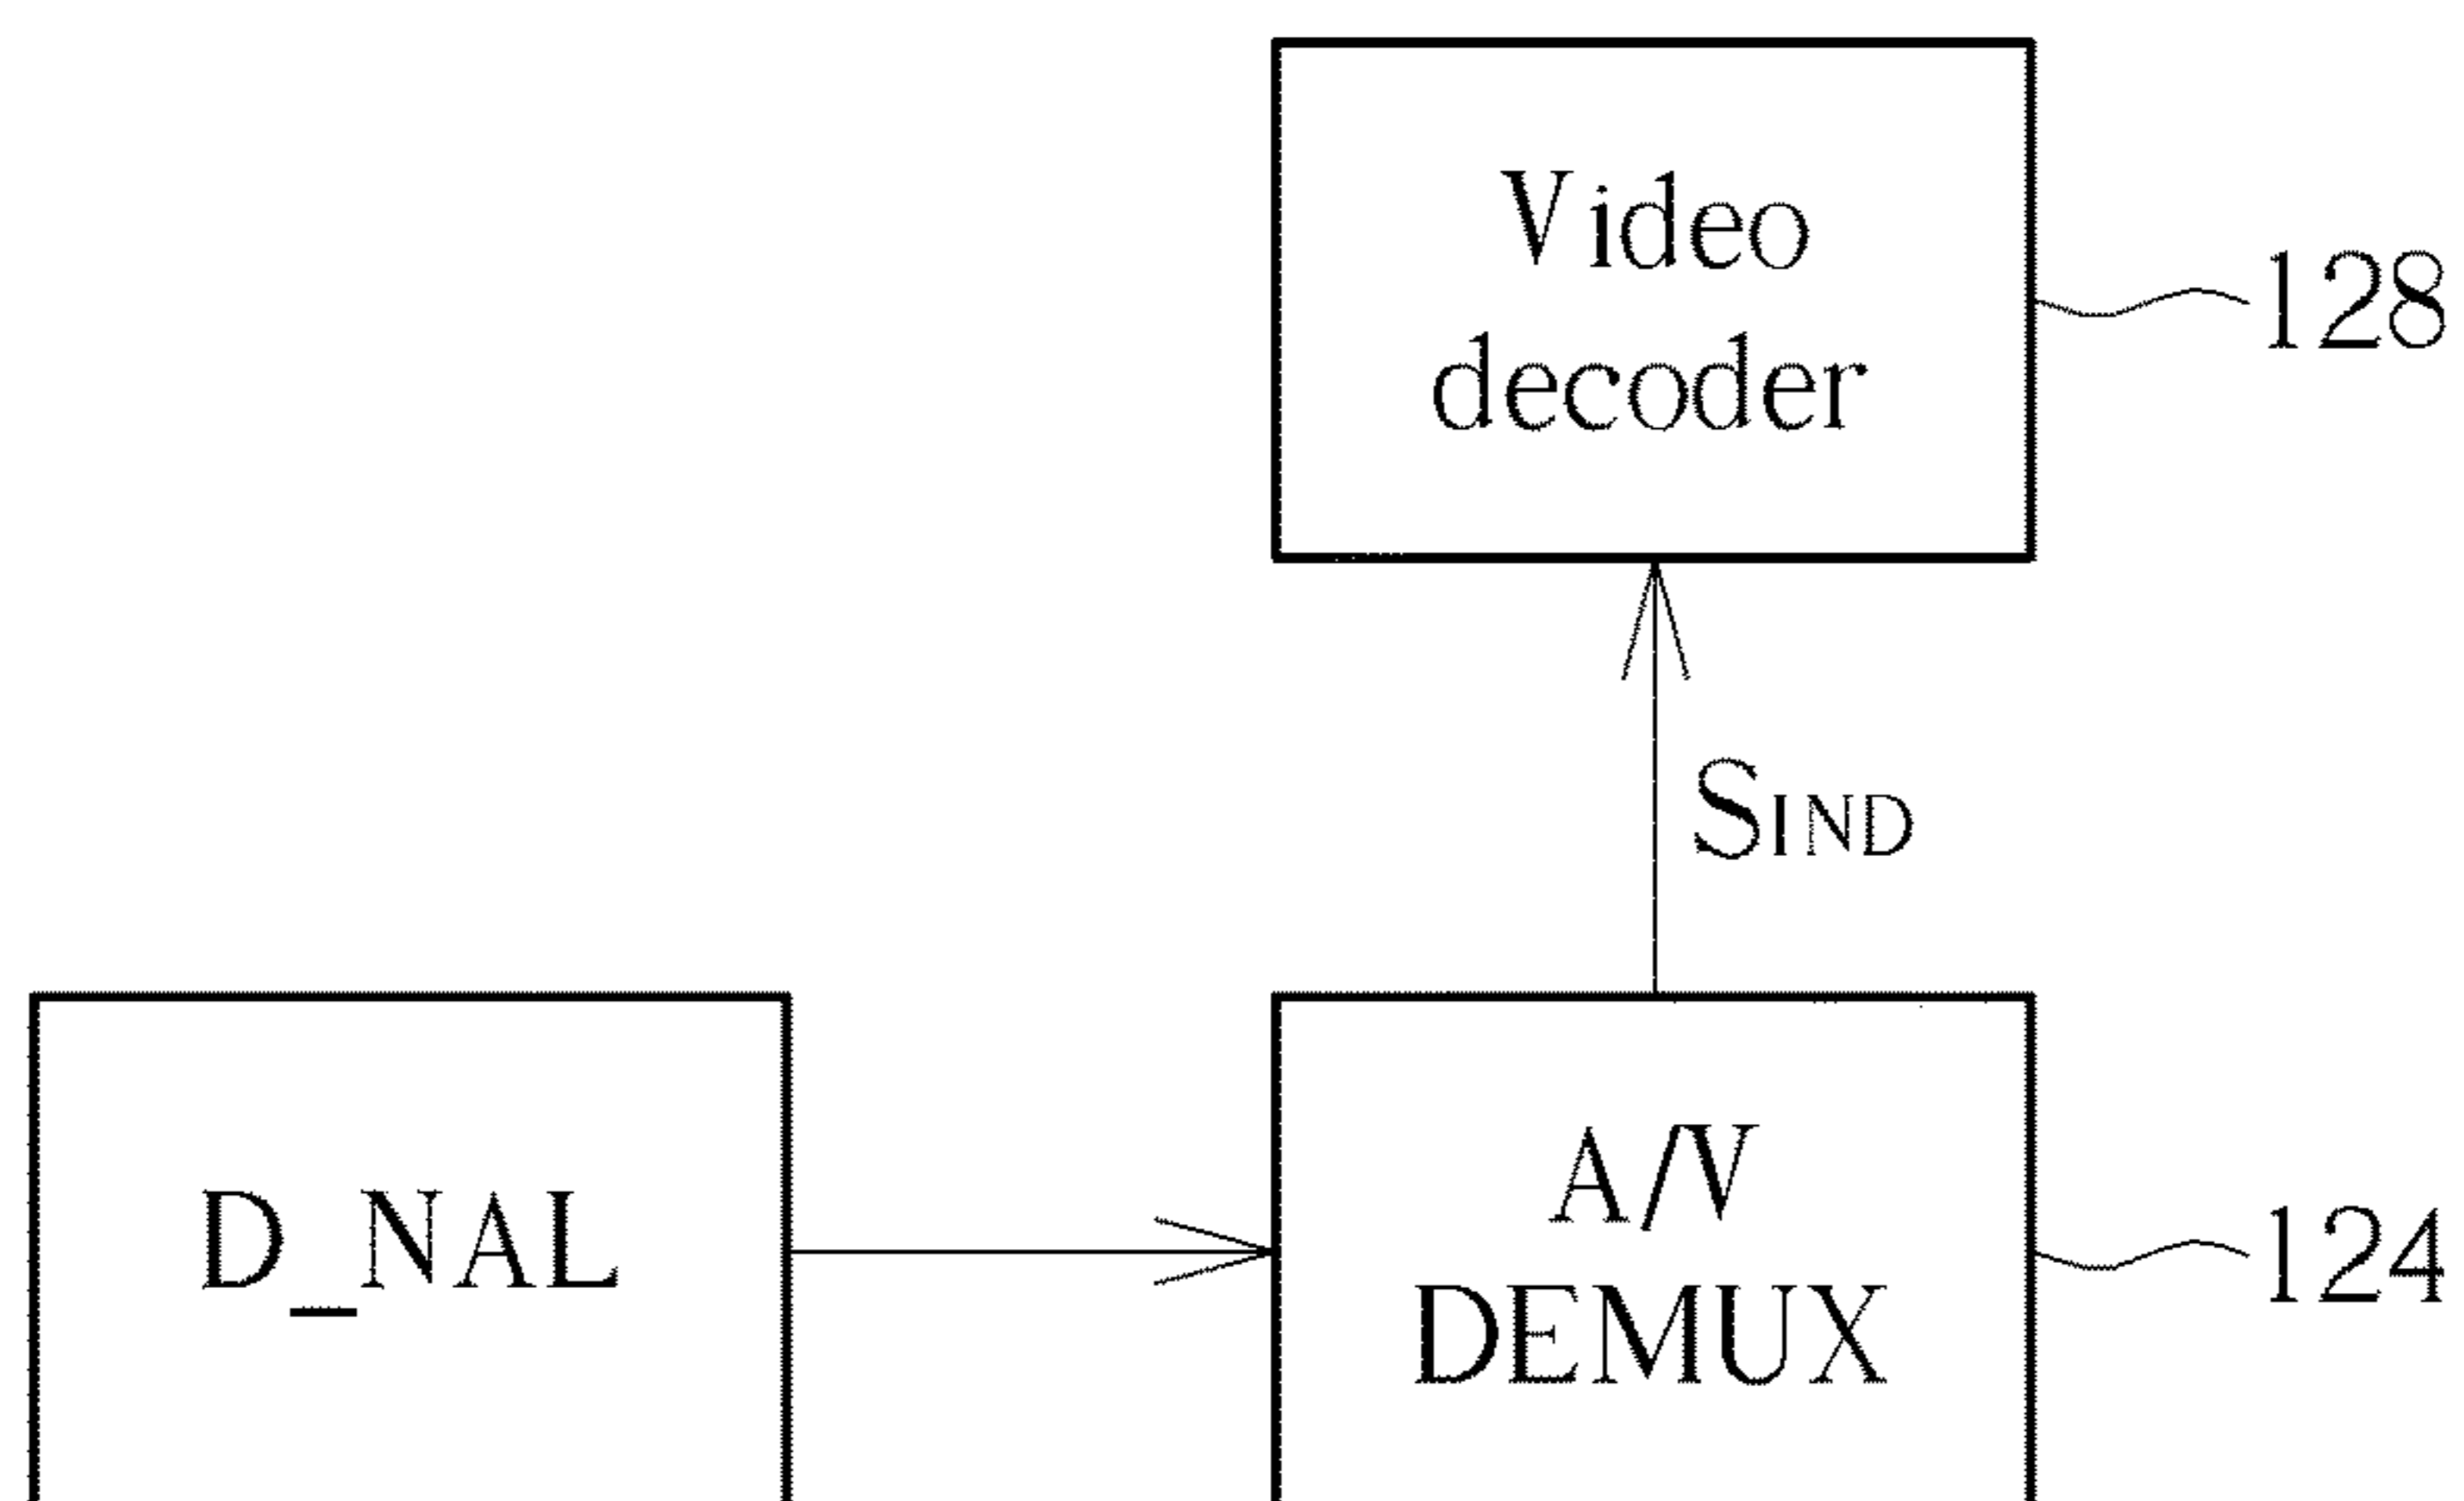 Video
decoder
128
SIND
D_NAL
A/V
DEMUX
124